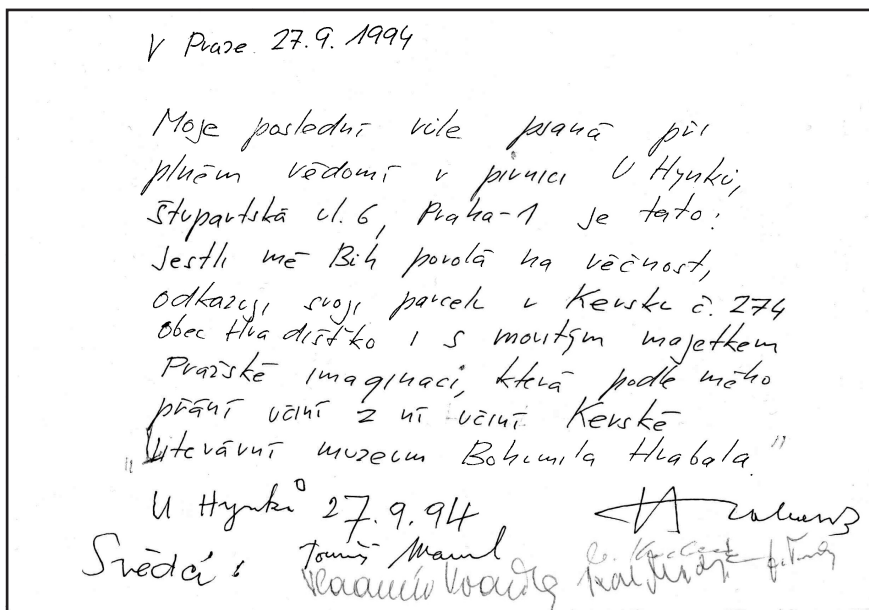 V Praze 27.9.1994
Moje poslední vůle psaná při
plném vědomí v pivnici U Hynků,
Štupartská ul. 6, Praha-1 je tato:
Jestli mě Bůh povolá na věčnost,
odkazuji svoji parcelu v Kersku č. 274
obec Hradištko i s movitým majetkem
Pražské imaginaci, která podle mého
přání učiní z ní učiní Kerské
"Literární muzeum Bohumila Hrabala"
U Hynků 27.9.94
Svědci: Tomáš